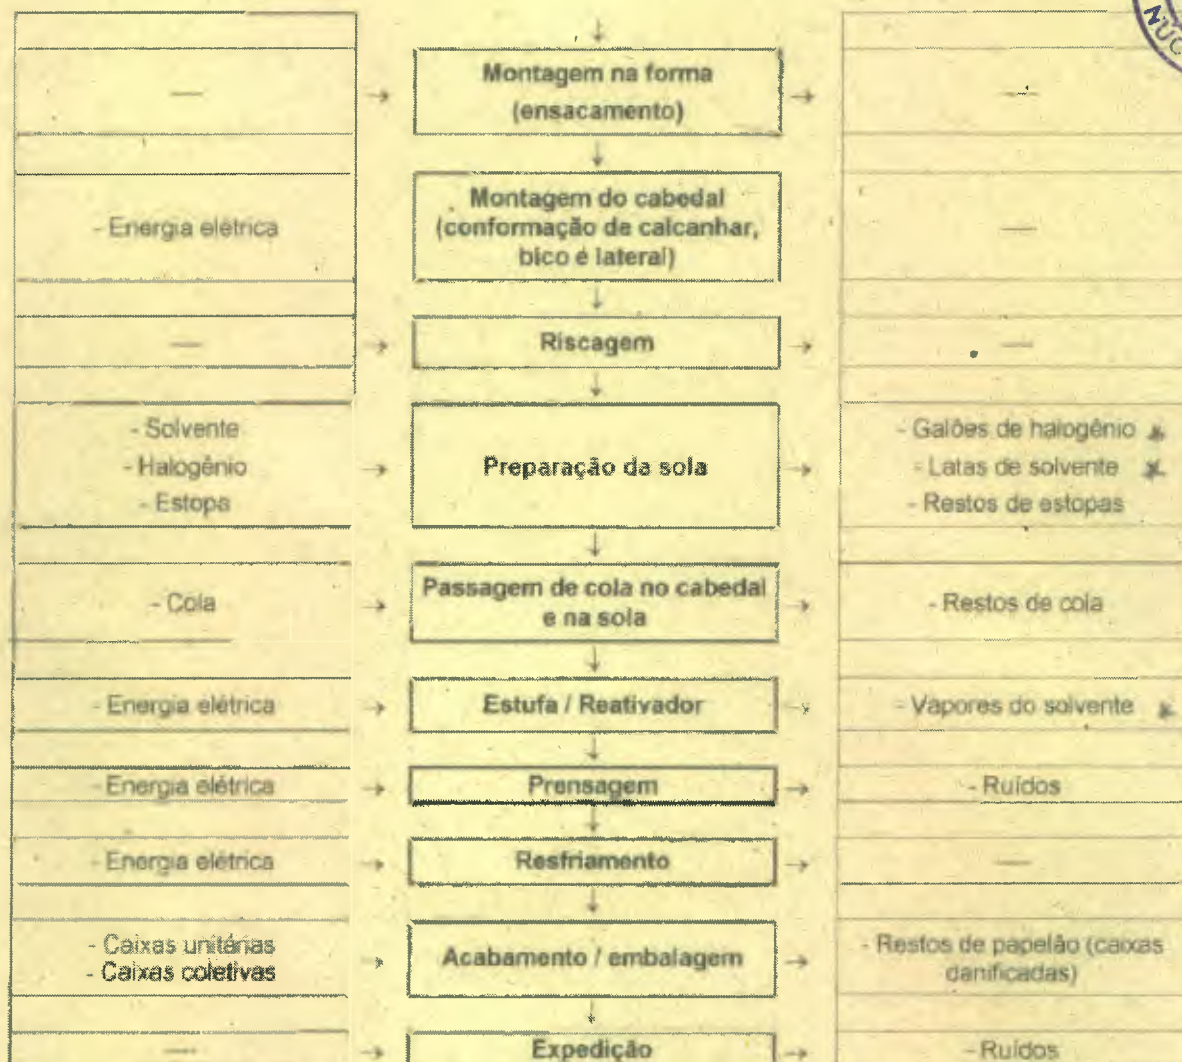 Montagem na forma
(ensacamento)
—
—
- Energia elétrica
Montagem do cabedal
(conformação de calcanhar,
bico é lateral)
—
—
Riscagem
—
- Solvente
- Halogênio
- Estopa
Preparação da sola
- Galões de halogênio
- Latas de solvente
- Restos de estopas
- Cola
Passagem de cola no cabedal
e na sola
- Restos de cola
- Energia elétrica
Estufa / Reativador
- Vapores do solvente
- Energia elétrica
Prensagem
- Ruídos
- Energia elétrica
Resfriamento
—
- Caixas unitárias
- Caixas coletivas
Acabamento / embalagem
- Restos de papelão (caixas
danificadas)
—
Expedição
- Ruídos